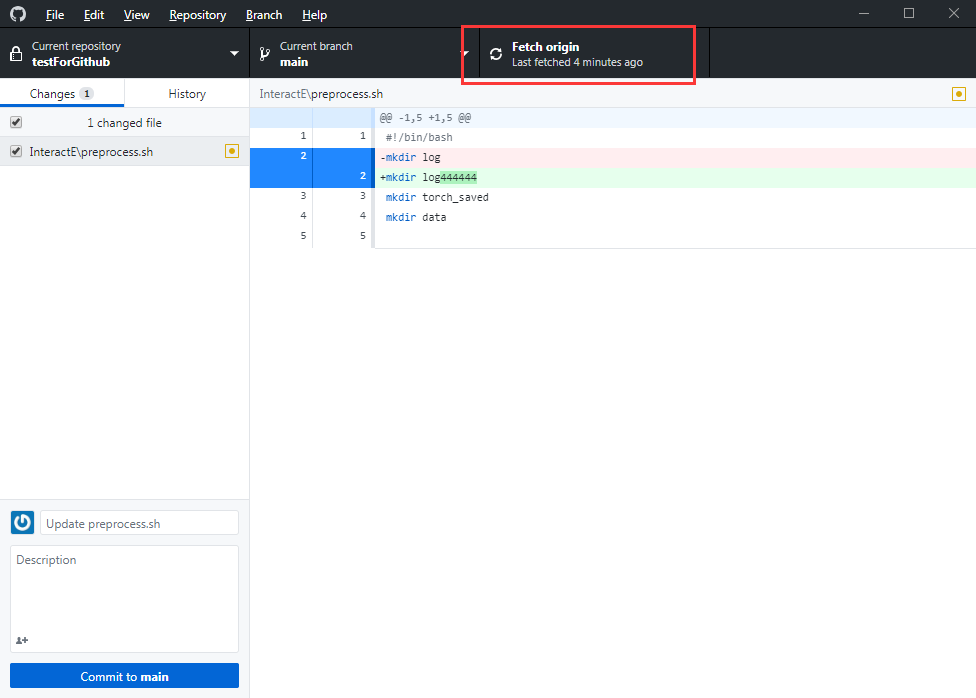 File Edit View Repository Branch Help
Current repository
testForGithub
Current branch
main
Fetch origin
Last fetched 4 minutes ago
Changes 1 History
1 changed file
InteractE\preprocess.sh
InteractE\preprocess.sh
@@ -1,5 +1,5 @@
1 1 #!/bin/bash
2 -mkdir log
2 +mkdir log444444
3 3 mkdir torch_saved
4 4 mkdir data
5 5
Update preprocess.sh
Description
Commit to main